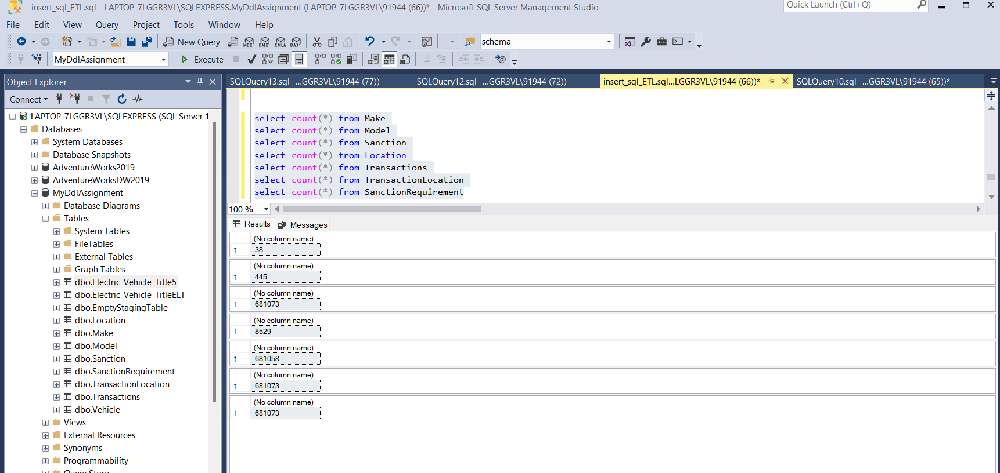 insert_sql_ETL.sql - LAPTOP-7LGGR3VL\SQLEXPRESS.MyDdlAssignment (LAPTOP-7LGGR3VL\91944 (66))* - Microsoft SQL Server Management Studio
Quick Launch (Ctrl+Q)
File Edit View Query Project Tools Window Help
New Query MDX DMX XMLA DAX schema
MyDdlAssignment Execute
Object Explorer
SQLQuery13.sql -...GGR3VL\91944 (77)) SQLQuery12.sql -...GGR3VL\91944 (72)) insert_sql_ETL.sql...LGGR3VL\91944 (66))* SQLQuery10.sql -...GGR3VL\91944 (65))*
Connect
LAPTOP-7LGGR3VL\SQLEXPRESS (SQL Server 1
Databases
System Databases
Database Snapshots
AdventureWorks2019
AdventureWorksDW2019
MyDdlAssignment
Database Diagrams
Tables
System Tables
FileTables
External Tables
Graph Tables
dbo.Electric_Vehicle_Title5
dbo.Electric_Vehicle_TitleELT
dbo.EmptyStagingTable
dbo.Location
dbo.Make
dbo.Model
dbo.Sanction
dbo.SanctionRequirement
dbo.TransactionLocation
dbo.Transactions
dbo.Vehicle
Views
External Resources
Synonyms
Programmability
Query Store
select count(*) from Make
select count(*) from Model
select count(*) from Sanction
select count(*) from Location
select count(*) from Transactions
select count(*) from TransactionLocation
select count(*) from SanctionRequirement
100 %
Results Messages
(No column name)
1 38
(No column name)
1 445
(No column name)
1 681073
(No column name)
1 8529
(No column name)
1 681058
(No column name)
1 681073
(No column name)
1 681073